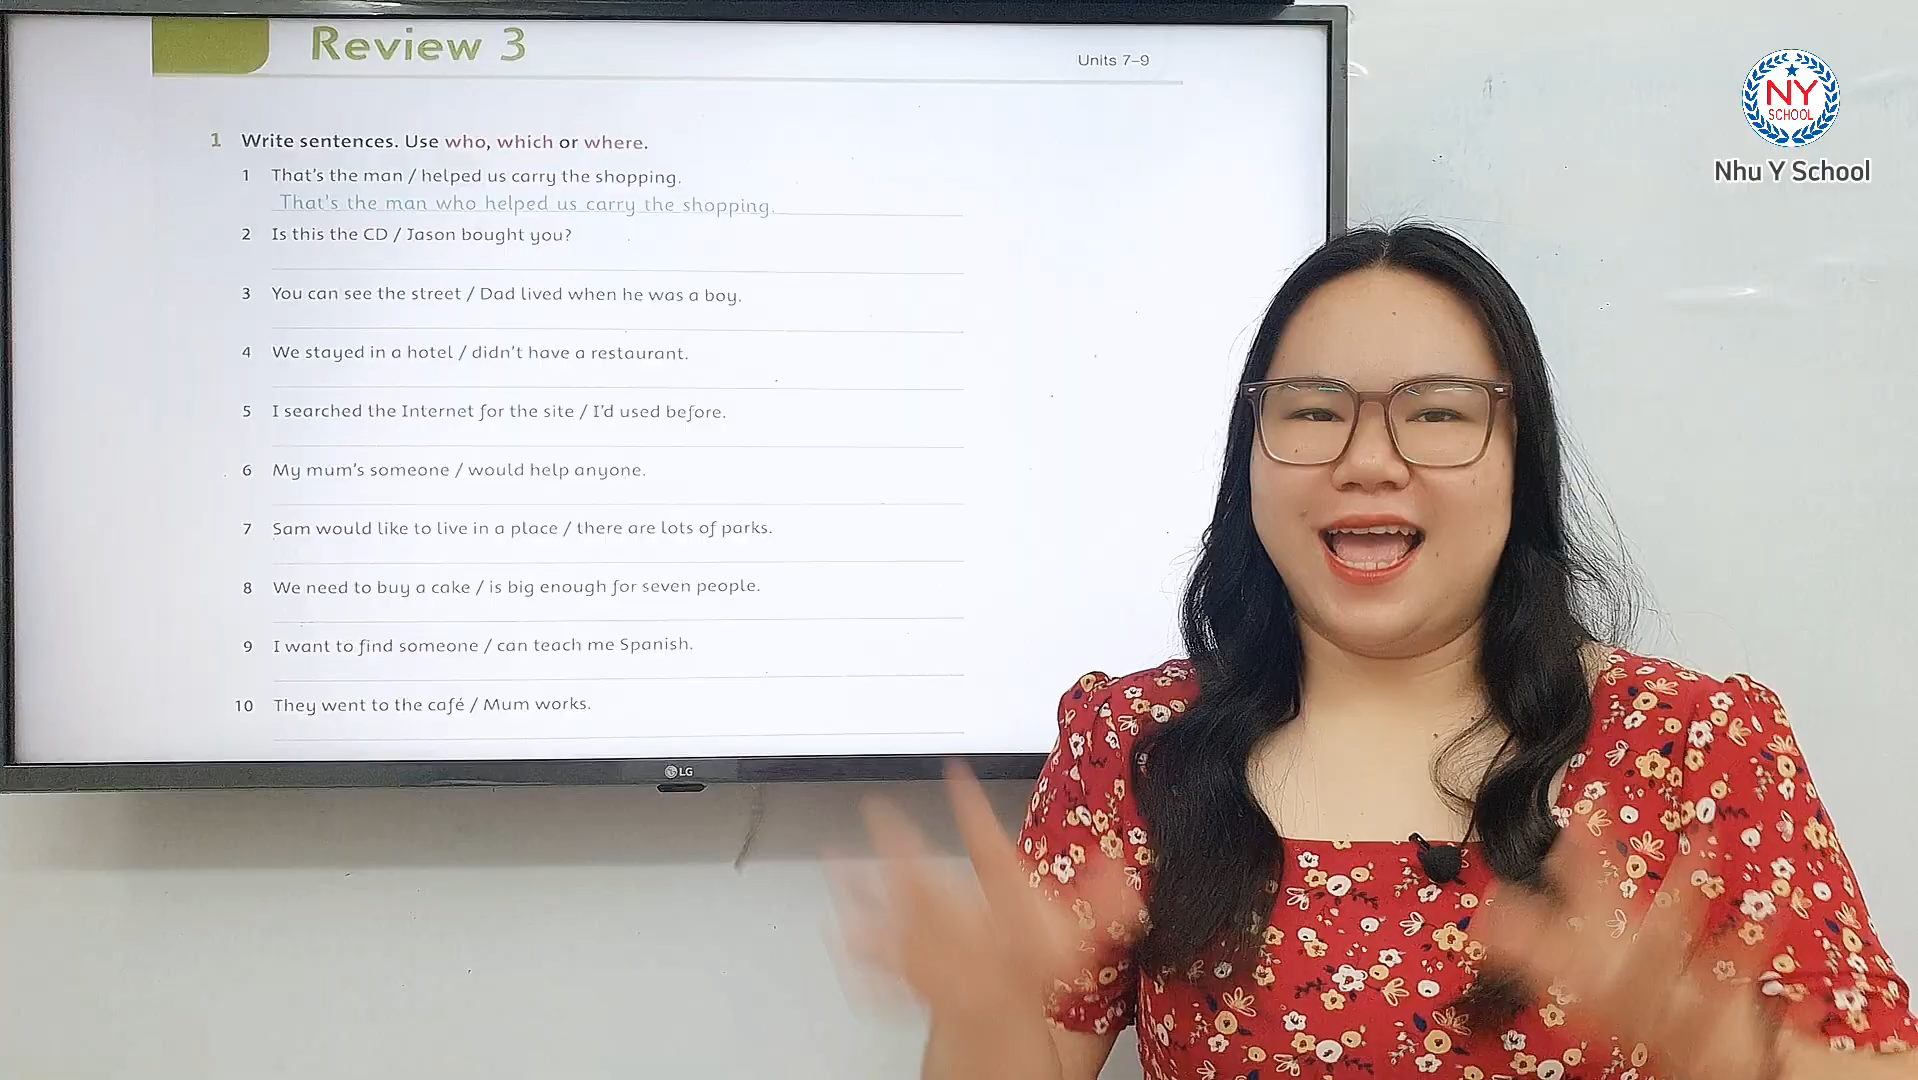 Review 3
Units 7–9
1 Write sentences. Use who, which or where.
1 That's the man / helped us carry the shopping.
That's the man who helped us carry the shopping.
2 Is this the CD / Jason bought you?
3 You can see the street / Dad lived when he was a boy.
4 We stayed in a hotel / didn't have a restaurant.
5 I searched the Internet for the site / I'd used before.
6 My mum's someone / would help anyone.
7 Sam would like to live in a place / there are lots of parks.
8 We need to buy a cake / is big enough for seven people.
9 I want to find someone / can teach me Spanish.
10 They went to the café / Mum works.
LG
NY
SCHOOL
Nhu Y School